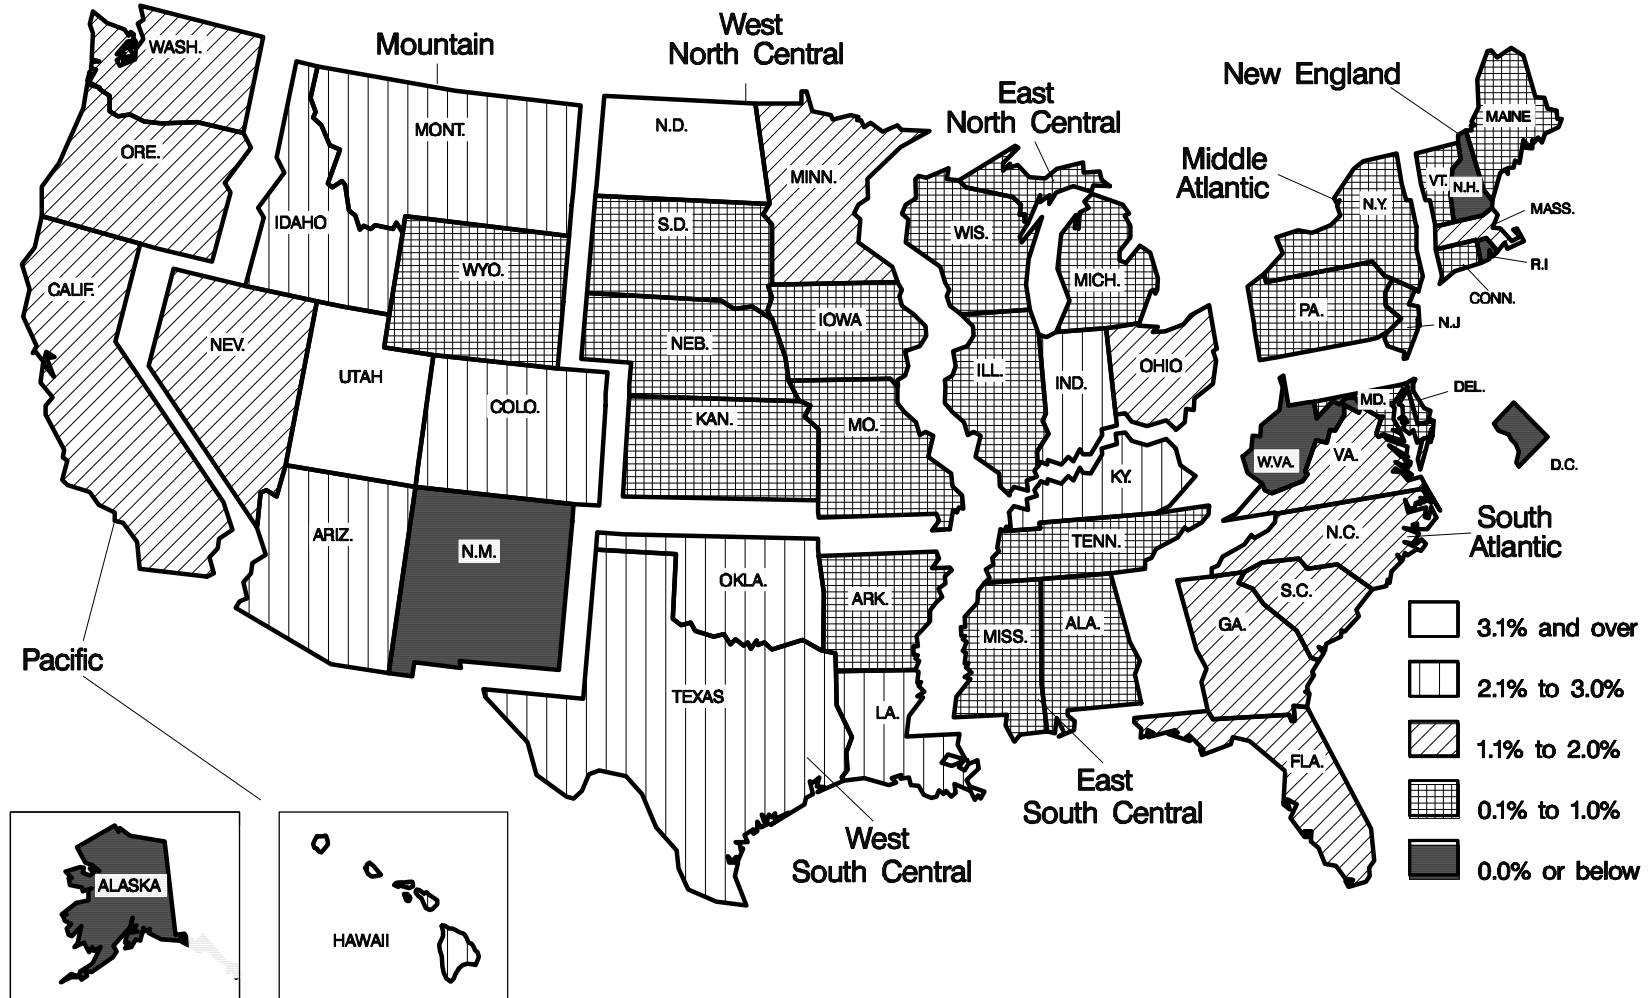 West
North Central
Mountain
New England
East
North Central
Middle
Atlantic
WASH.
ORE.
MONT.
IDAHO
WYO.
CALIF.
NEV.
UTAH
COLO.
ARIZ.
N.M.
N.D.
S.D.
NEB.
KAN.
MINN.
IOWA
MO.
WIS.
MICH.
ILL.
IND.
OHIO
KY.
TENN.
OKLA.
ARK.
TEXAS
LA.
MISS.
ALA.
GA.
FLA.
S.C.
N.C.
VA.
W.VA.
MD.
DEL.
D.C.
PA.
N.J
N.Y.
CONN.
R.I
MASS.
VT.
N.H.
MAINE
South
Atlantic
Pacific
East
South Central
West
South Central
ALASKA
HAWAII
3.1% and over
2.1% to 3.0%
1.1% to 2.0%
0.1% to 1.0%
0.0% or below